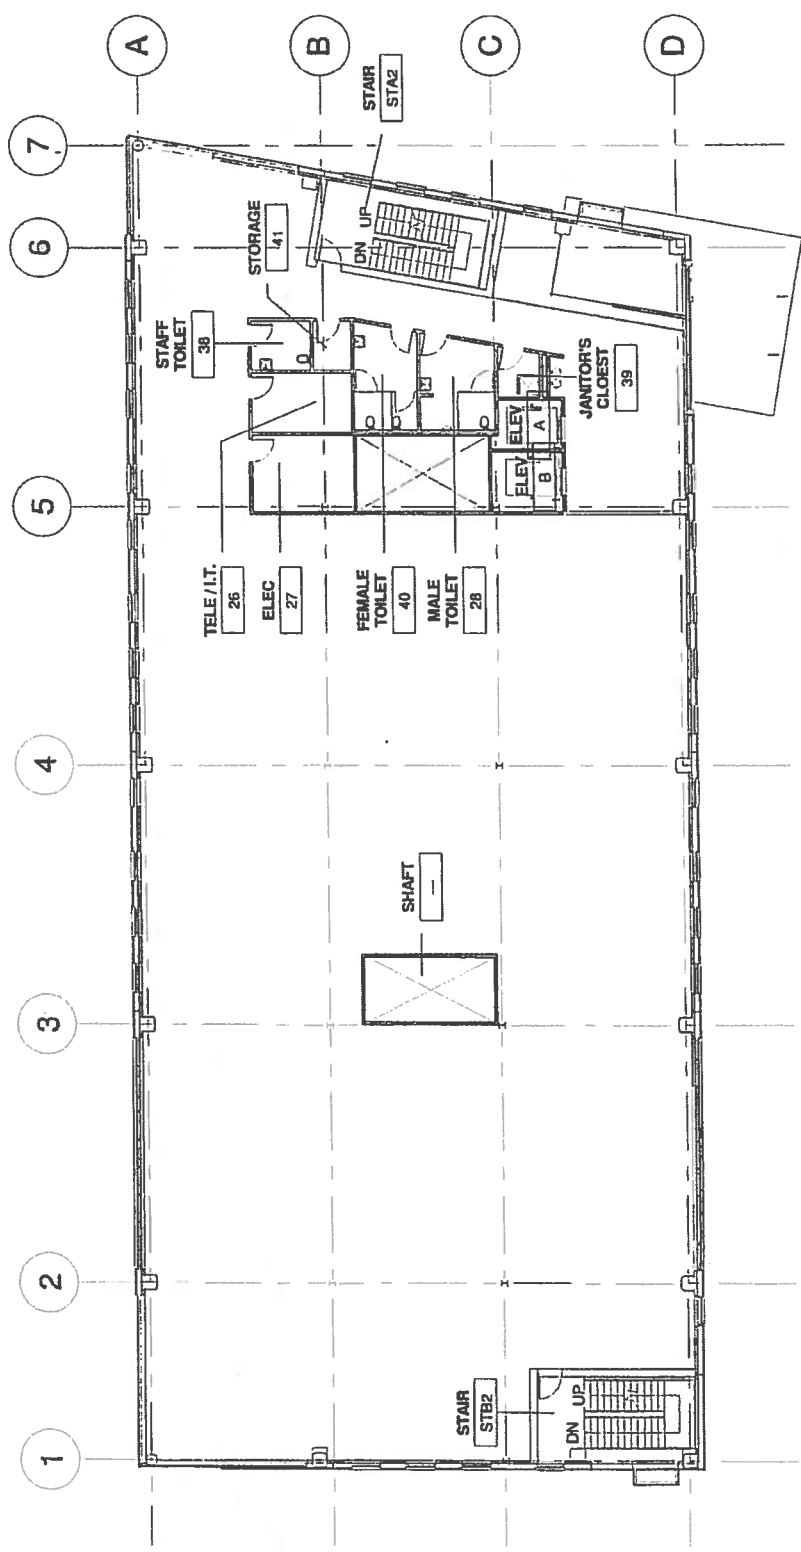 A
B
C
D
7
6
5
4
3
2
1
STAIR
STA2
UP
DN
STORAGE
41
STAFF
TOILET
38
ELEV
A
ELEV
B
JANITOR'S
CLOEST
39
TELE / I.T.
26
ELEC
27
FEMALE
TOILET
40
MALE
TOILET
28
SHAFT
--
STAIR
STB2
UP
DN